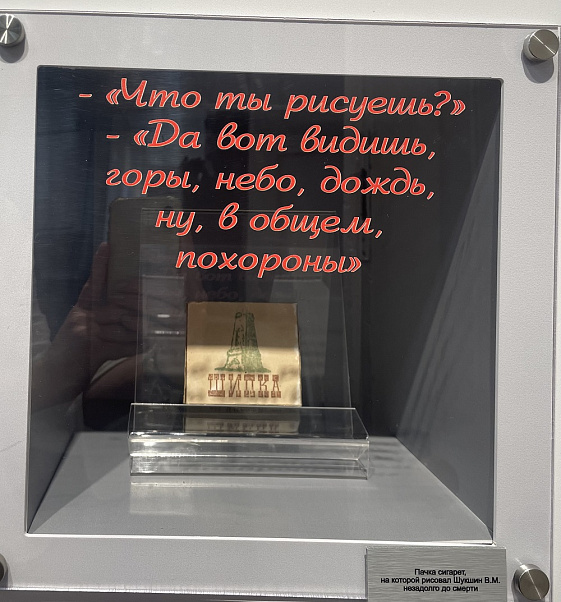 - «Что ты рисуешь?»
- «Да вот видишь,
горы, небо, дождь,
ну, в общем,
похороны»
ШИПКА
Пачка сигарет,
на которой рисовал Шукшин В.М.
незадолго до смерти